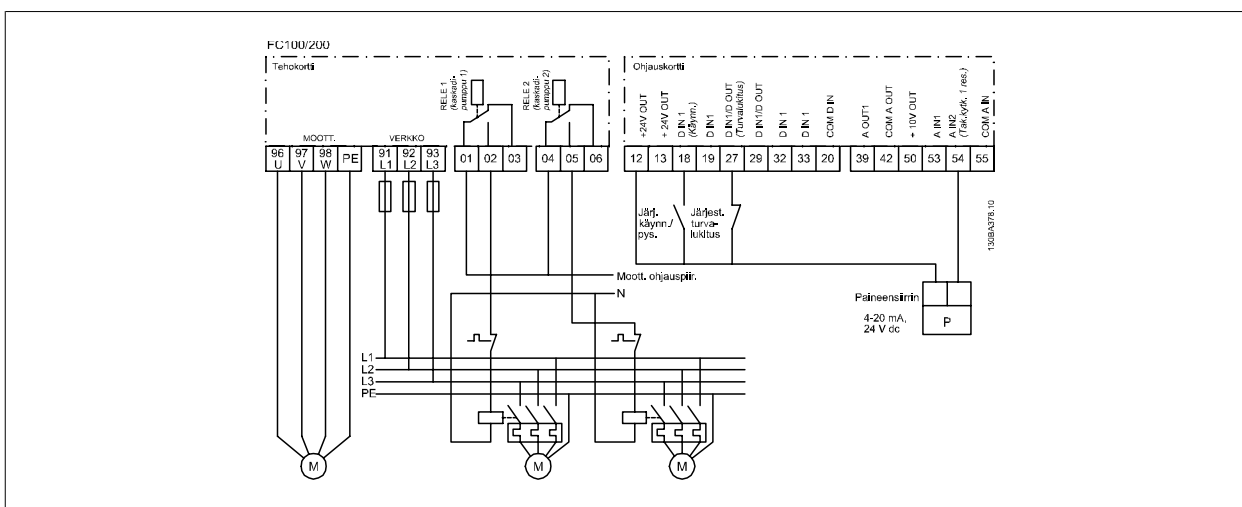 FC100/200
Tehokortti
Ohjauskortti
RELE 1
(kaskadi-
pumppu 1)
RELE 2
(kaskadi-
pumppu 2)
+24V OUT
+ 24V OUT
D IN 1
(Käynn.)
D IN1
D IN1/D OUT
(Turvalukitus)
D IN1/D OUT
D IN 1
D IN 1
COM D IN
A OUT1
COM A OUT
+ 10V OUT
A IN1
A IN2
(Tak.kytk. 1 res.)
COM A IN
MOOTT.
VERKKO
96 97 98 PE 91 92 93 01 02 03 04 05 06 12 13 18 19 27 29 32 33 20 39 42 50 53 54 55
U V W L1 L2 L3
Järj.
käynn./
pys.
Järjest.
turva-
lukitus
130BA378.10
Moott. ohjauspiir.
N
Paineensiirrin
4-20 mA,
24 V dc
P
L1
L2
L3
PE
M M M